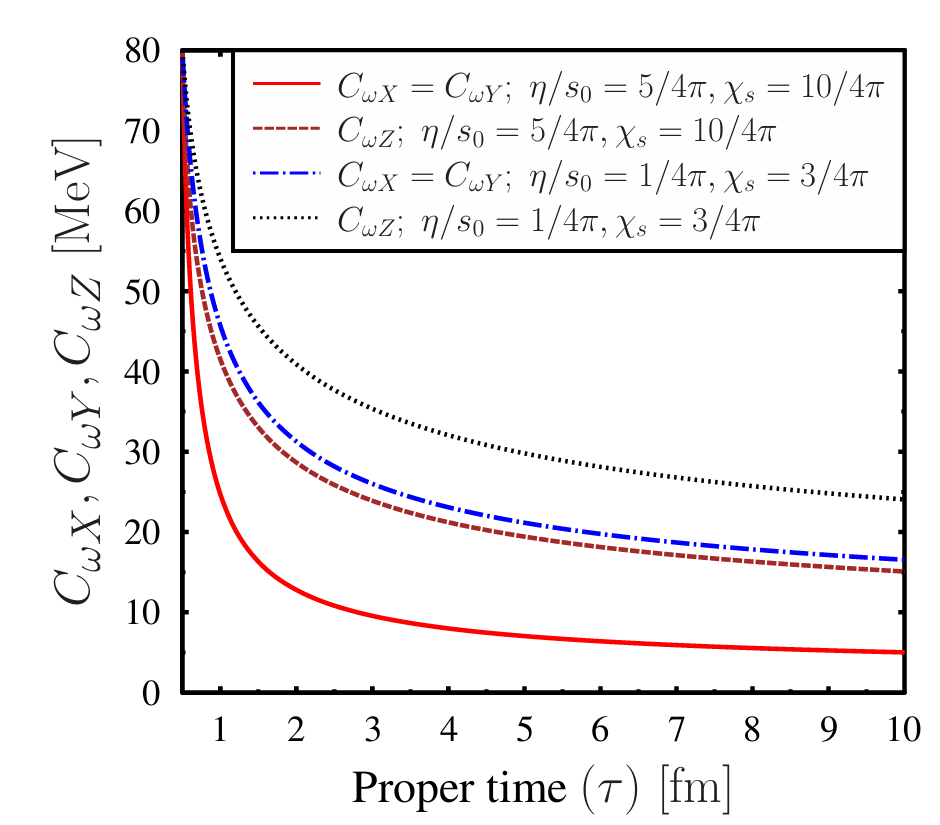 80
70
60
50
40
30
20
10
0
C_{ωX}, C_{ωY}, C_{ωZ} [MeV]
C_{ωX} = C_{ωY}; η/s_0 = 5/4π, χ_s = 10/4π
C_{ωZ}; η/s_0 = 5/4π, χ_s = 10/4π
C_{ωX} = C_{ωY}; η/s_0 = 1/4π, χ_s = 3/4π
C_{ωZ}; η/s_0 = 1/4π, χ_s = 3/4π
1 2 3 4 5 6 7 8 9 10
Proper time (τ) [fm]